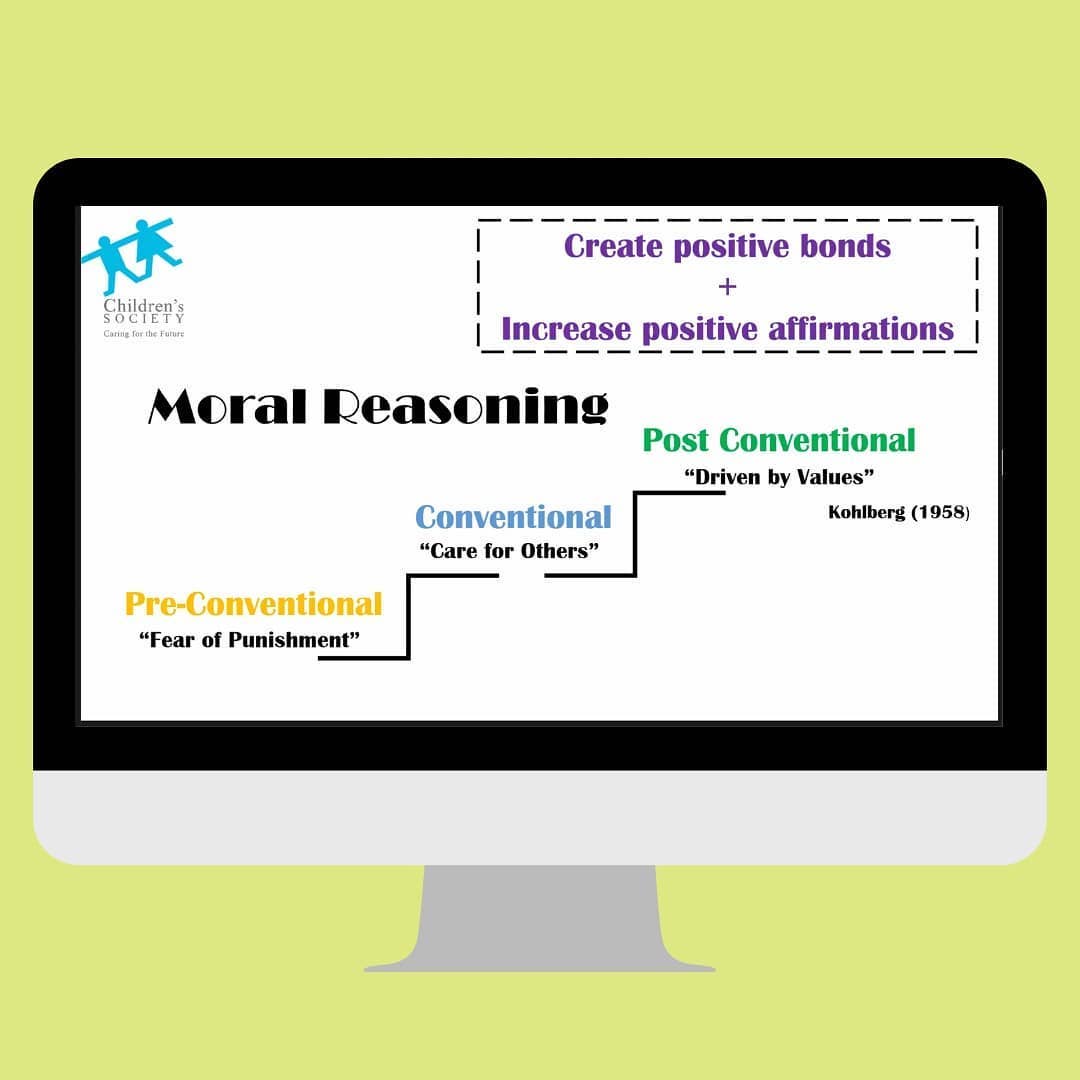 Children's
SOCIETY
Caring for the Future
Create positive bonds
+
Increase positive affirmations
Moral Reasoning
Post Conventional
“Driven by Values”
Kohlberg (1958)
Conventional
“Care for Others”
Pre-Conventional
“Fear of Punishment”